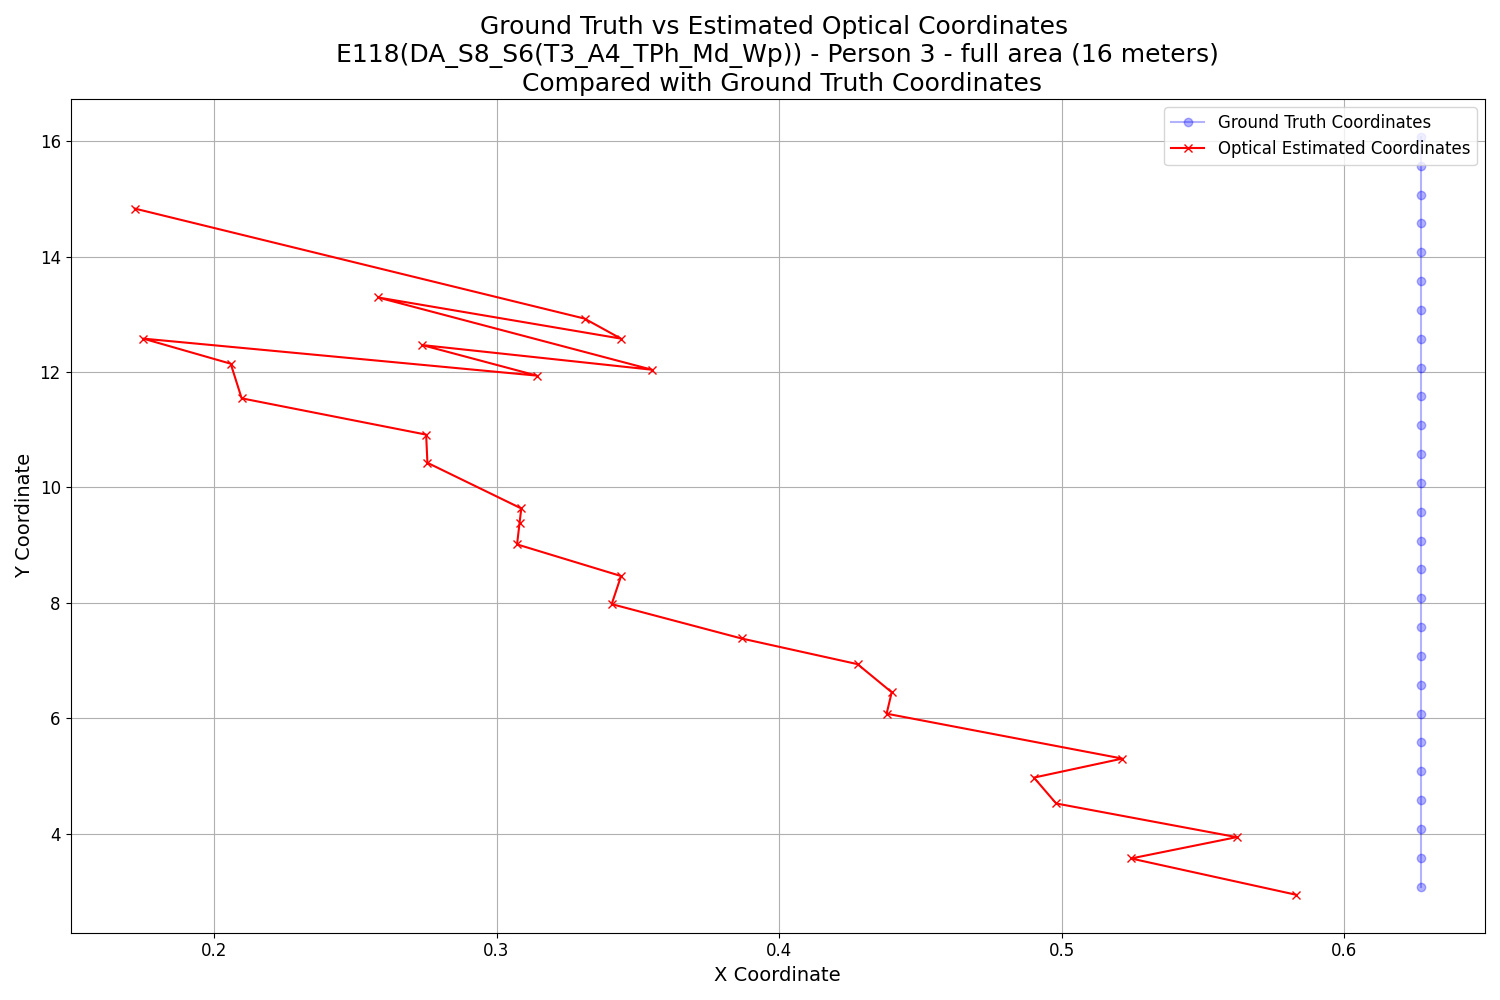 Ground Truth vs Estimated Optical Coordinates
E118(DA_S8_S6(T3_A4_TPh_Md_Wp)) - Person 3 - full area (16 meters)
Compared with Ground Truth Coordinates
Ground Truth Coordinates
Optical Estimated Coordinates
16
14
12
10
8
6
4
Y Coordinate
0.2
0.3
0.4
0.5
0.6
X Coordinate